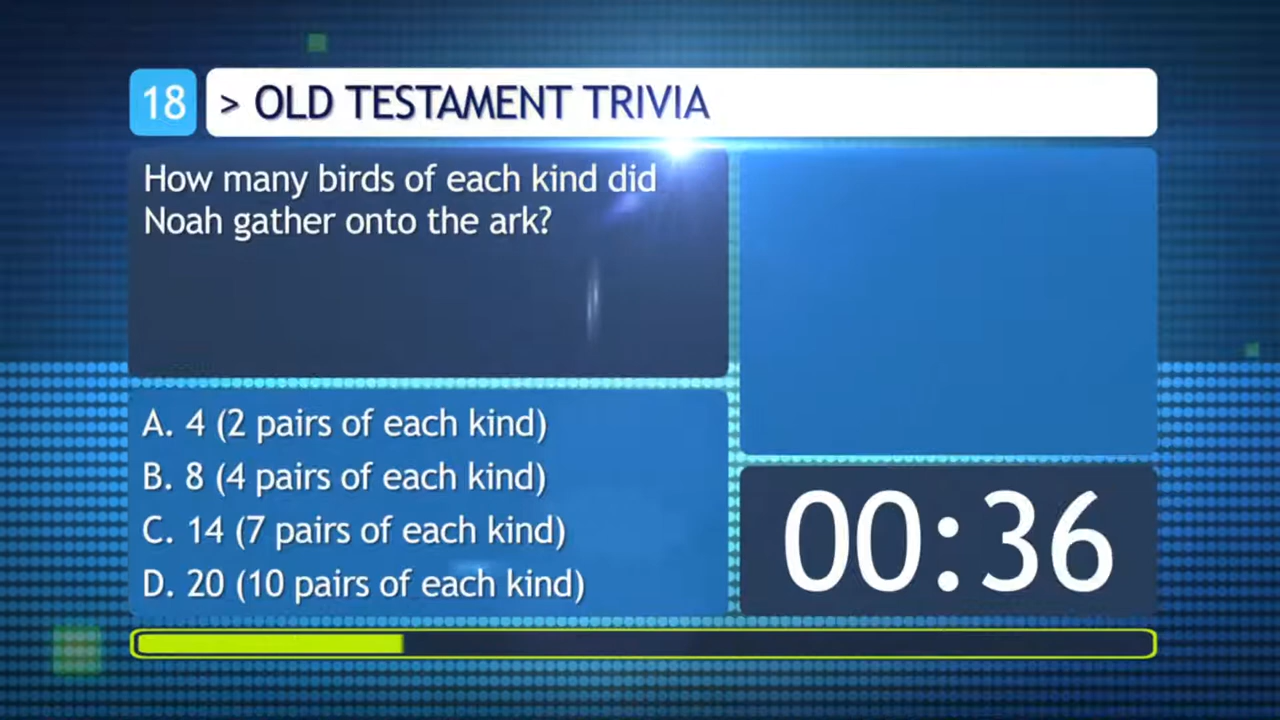 18 > OLD TESTAMENT TRIVIA
How many birds of each kind did
Noah gather onto the ark?
A. 4 (2 pairs of each kind)
B. 8 (4 pairs of each kind)
C. 14 (7 pairs of each kind)
D. 20 (10 pairs of each kind)
00:36